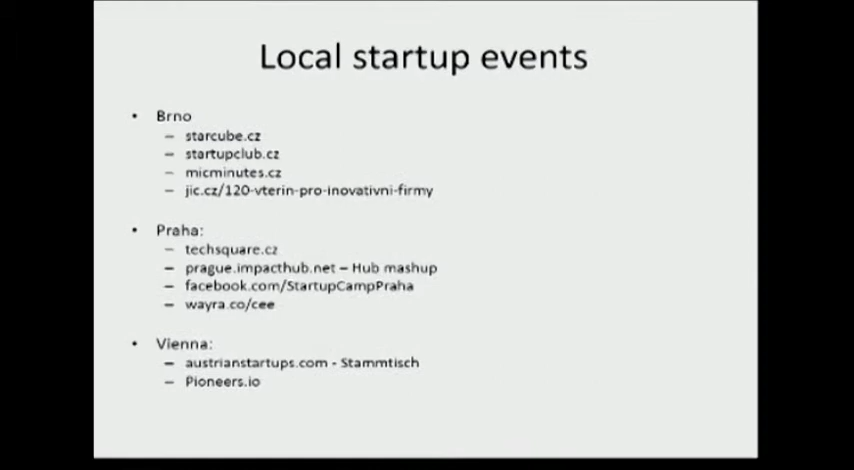 Local startup events
• Brno
– starcube.cz
– startupclub.cz
– micminutes.cz
– jic.cz/120-vterin-pro-inovativni-firmy
• Praha:
– techsquare.cz
– prague.impacthub.net – Hub mashup
– facebook.com/StartupCampPraha
– wayra.co/cee
• Vienna:
– austrianstartups.com - Stammtisch
– Pioneers.io